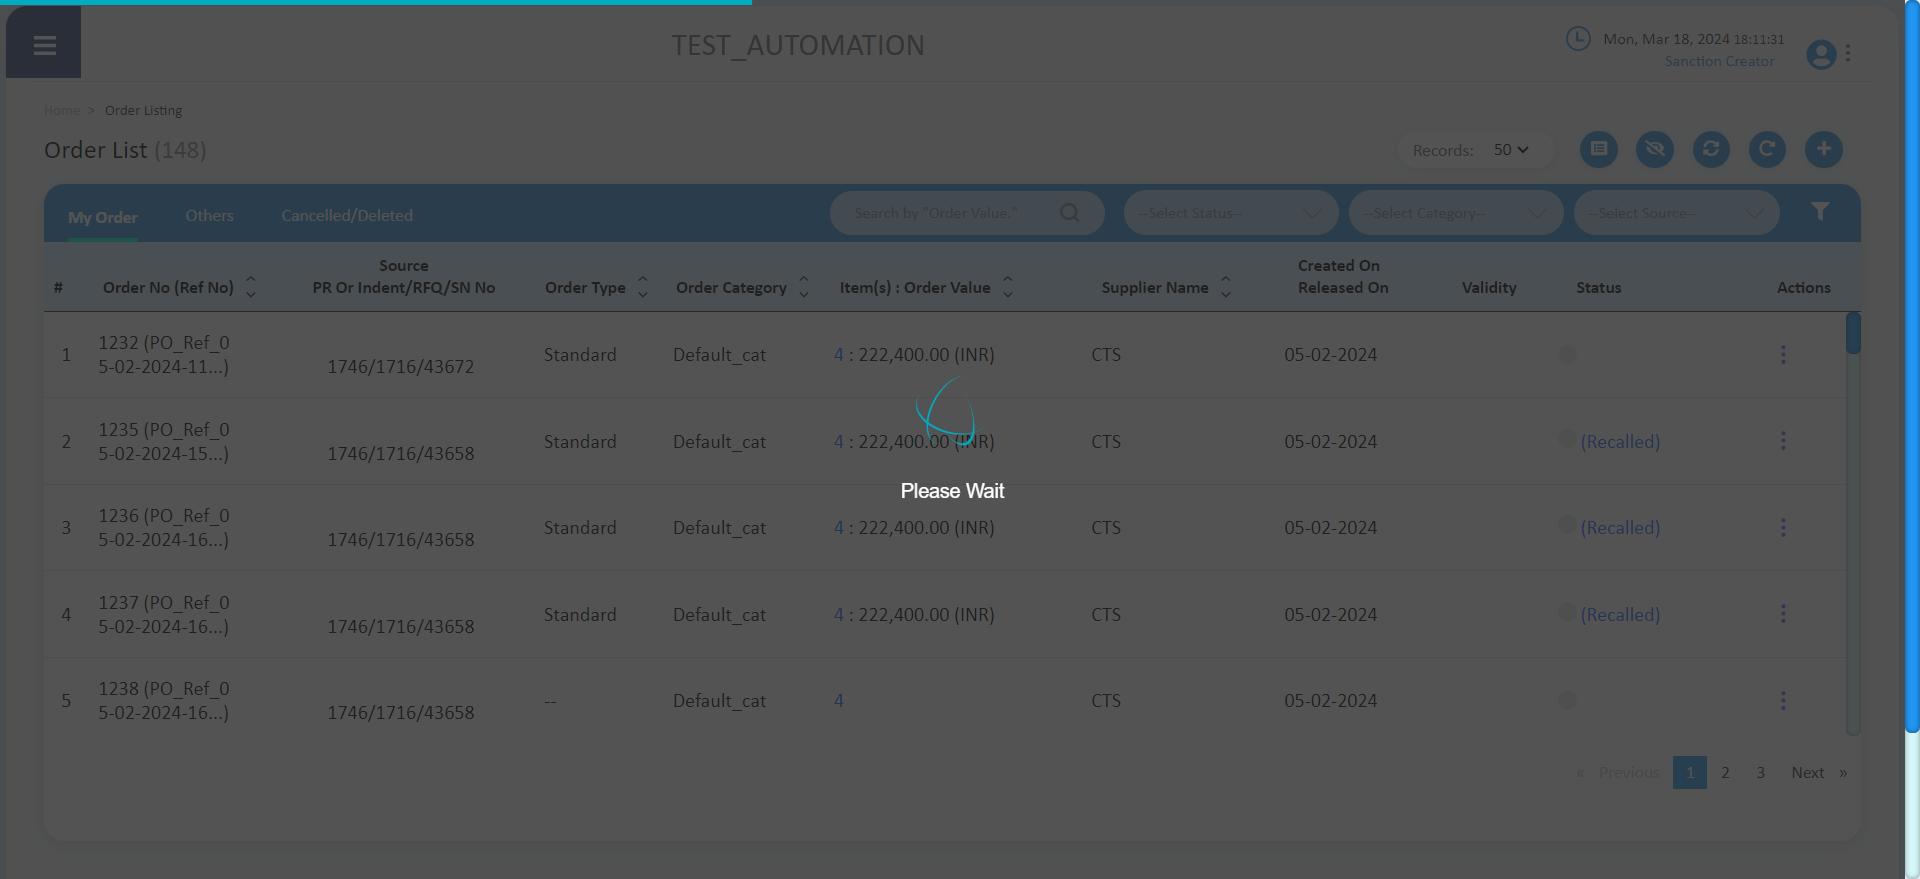 TEST_AUTOMATION
Mon, Mar 18, 2024 18:11:31
Sanction Creator
Home > Order Listing
Order List (148)
Records: 50
My Order Others Cancelled/Deleted Search by "Order Value." --Select Status-- --Select Category-- --Select Source--
# Order No (Ref No) Source PR Or Indent/RFQ/SN No Order Type Order Category Item(s) : Order Value Supplier Name Created On Released On Validity Status Actions
1 1232 (PO_Ref_0 5-02-2024-11...) 1746/1716/43672 Standard Default_cat 4 : 222,400.00 (INR) CTS 05-02-2024
2 1235 (PO_Ref_0 5-02-2024-15...) 1746/1716/43658 Standard Default_cat 4 : 222,400.00 (INR) CTS 05-02-2024 (Recalled)
Please Wait
3 1236 (PO_Ref_0 5-02-2024-16...) 1746/1716/43658 Standard Default_cat 4 : 222,400.00 (INR) CTS 05-02-2024 (Recalled)
4 1237 (PO_Ref_0 5-02-2024-16...) 1746/1716/43658 Standard Default_cat 4 : 222,400.00 (INR) CTS 05-02-2024 (Recalled)
5 1238 (PO_Ref_0 5-02-2024-16...) 1746/1716/43658 -- Default_cat 4 CTS 05-02-2024
« Previous 1 2 3 Next »